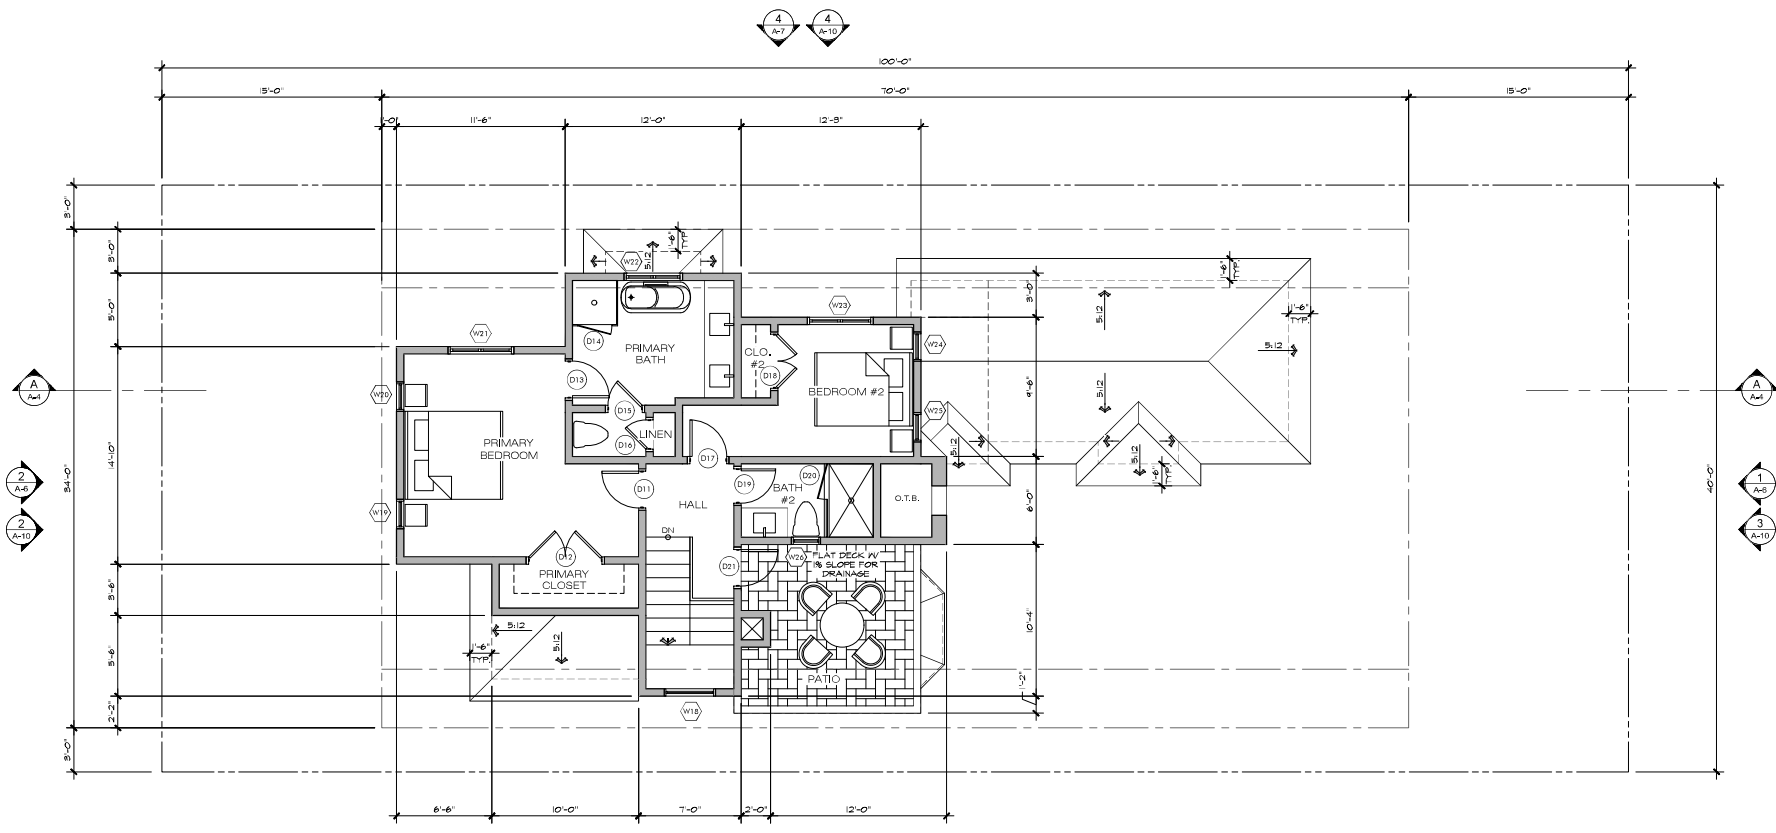 4
A-7
4
A-10
100'-0"
15'-0"
70'-0"
15'-0"
1'-0"
11'-6"
12'-0"
12'-3"
3'-0"
3'-0"
5'-0"
14'-10"
34'-0"
3'-6"
5'-6"
2'-2"
3'-0"
A
A-4
2
A-6
2
A-10
W22
5:12
1'-6"
TYP.
W21
W20
W19
D14
PRIMARY
BATH
D13
D15
D16
LINEN
PRIMARY
BEDROOM
D11
D12
PRIMARY
CLOSET
W23
CLO.
#2
D18
BEDROOM #2
W24
W25
D17
HALL
DN
D19
BATH
#2
D20
O.T.B.
W26
D21
FLAT DECK W/
1% SLOPE FOR
DRAINAGE
PATIO
W18
5:12
5:12
1'-6"
TYP.
3'-0"
9'-6"
6'-0"
10'-4"
1'-2"
5:12
5:12
5:12
1'-6"
TYP.
1'-6"
TYP.
5:12
5:12
1'-6"
TYP.
40'-0"
A
A-4
1
A-6
3
A-10
6'-6"
10'-0"
7'-0"
2'-0"
12'-0"